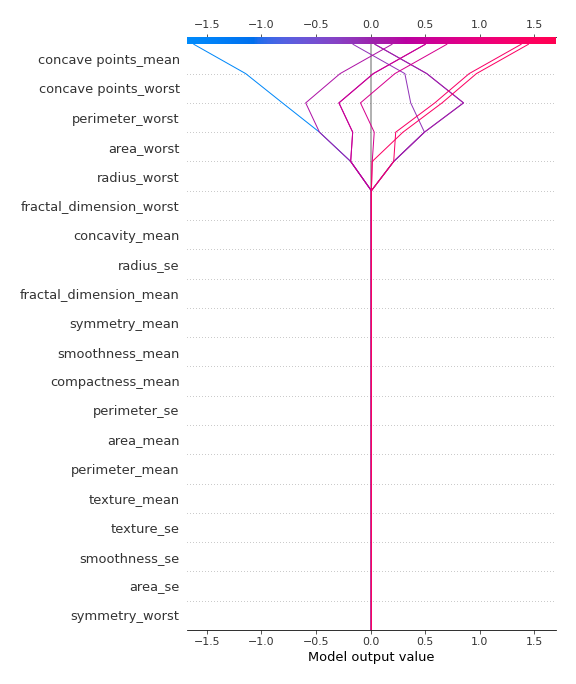 −1.5 −1.0 −0.5 0.0 0.5 1.0 1.5
concave points_mean
concave points_worst
perimeter_worst
area_worst
radius_worst
fractal_dimension_worst
concavity_mean
radius_se
fractal_dimension_mean
symmetry_mean
smoothness_mean
compactness_mean
perimeter_se
area_mean
perimeter_mean
texture_mean
texture_se
smoothness_se
area_se
symmetry_worst
−1.5 −1.0 −0.5 0.0 0.5 1.0 1.5
Model output value